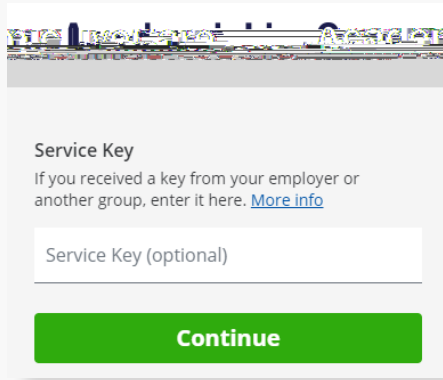 Service Key
If you received a key from your employer or
another group, enter it here. More info
Service Key (optional)
Continue